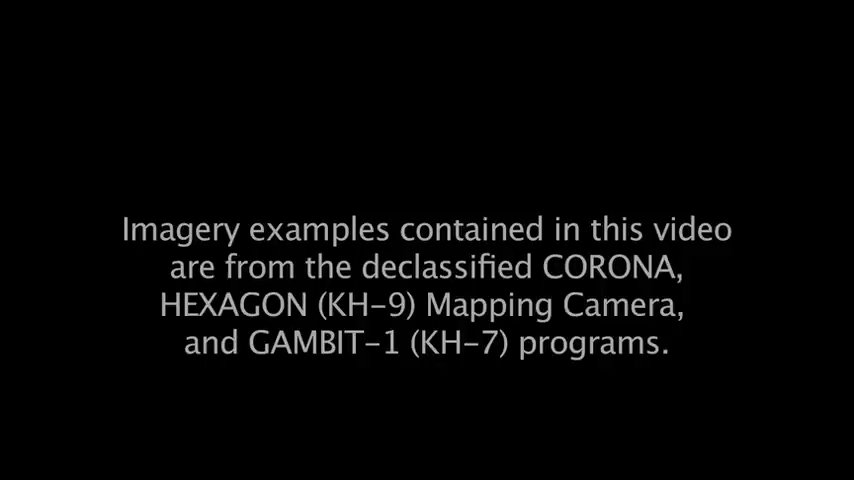 Imagery examples contained in this video
are from the declassified CORONA,
HEXAGON (KH-9) Mapping Camera,
and GAMBIT-1 (KH-7) programs.